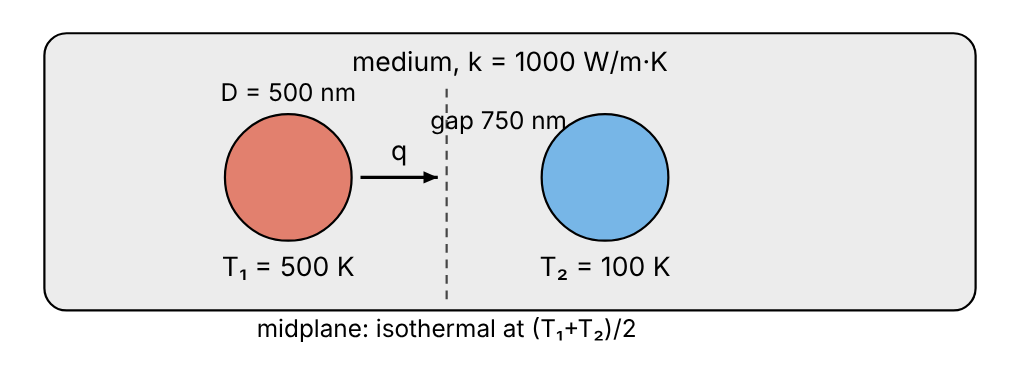 medium, k = 1000 W/m·K
D = 500 nm
gap 750 nm
q
T₁ = 500 K
T₂ = 100 K
midplane: isothermal at (T₁+T₂)/2